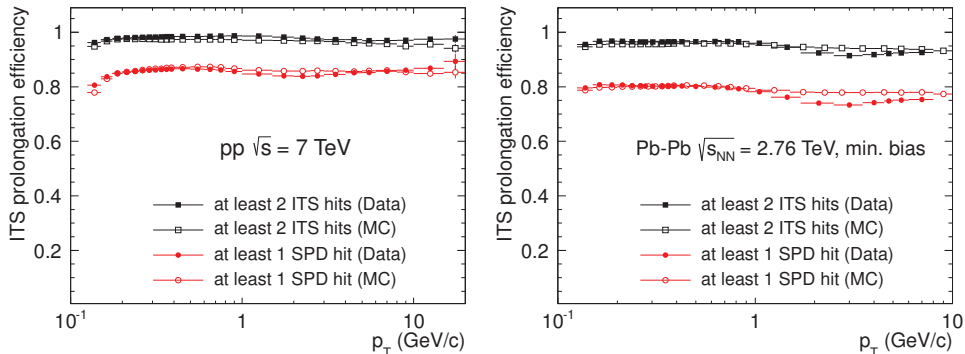 ITS prolongation efficiency
1
0.8
0.6
0.4
0.2
pp √s = 7 TeV
at least 2 ITS hits (Data)
at least 2 ITS hits (MC)
at least 1 SPD hit (Data)
at least 1 SPD hit (MC)
10⁻¹ 1 10
p_T (GeV/c)
ITS prolongation efficiency
1
0.8
0.6
0.4
0.2
Pb-Pb √s_NN = 2.76 TeV, min. bias
at least 2 ITS hits (Data)
at least 2 ITS hits (MC)
at least 1 SPD hit (Data)
at least 1 SPD hit (MC)
10⁻¹ 1 10
p_T (GeV/c)